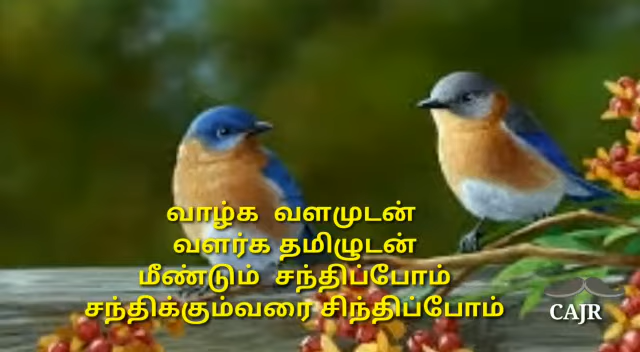 வாழ்க வளமுடன்
வளர்க தமிழுடன்
மீண்டும் சந்திப்போம்
சந்திக்கும்வரை சிந்திப்போம்
CAJR